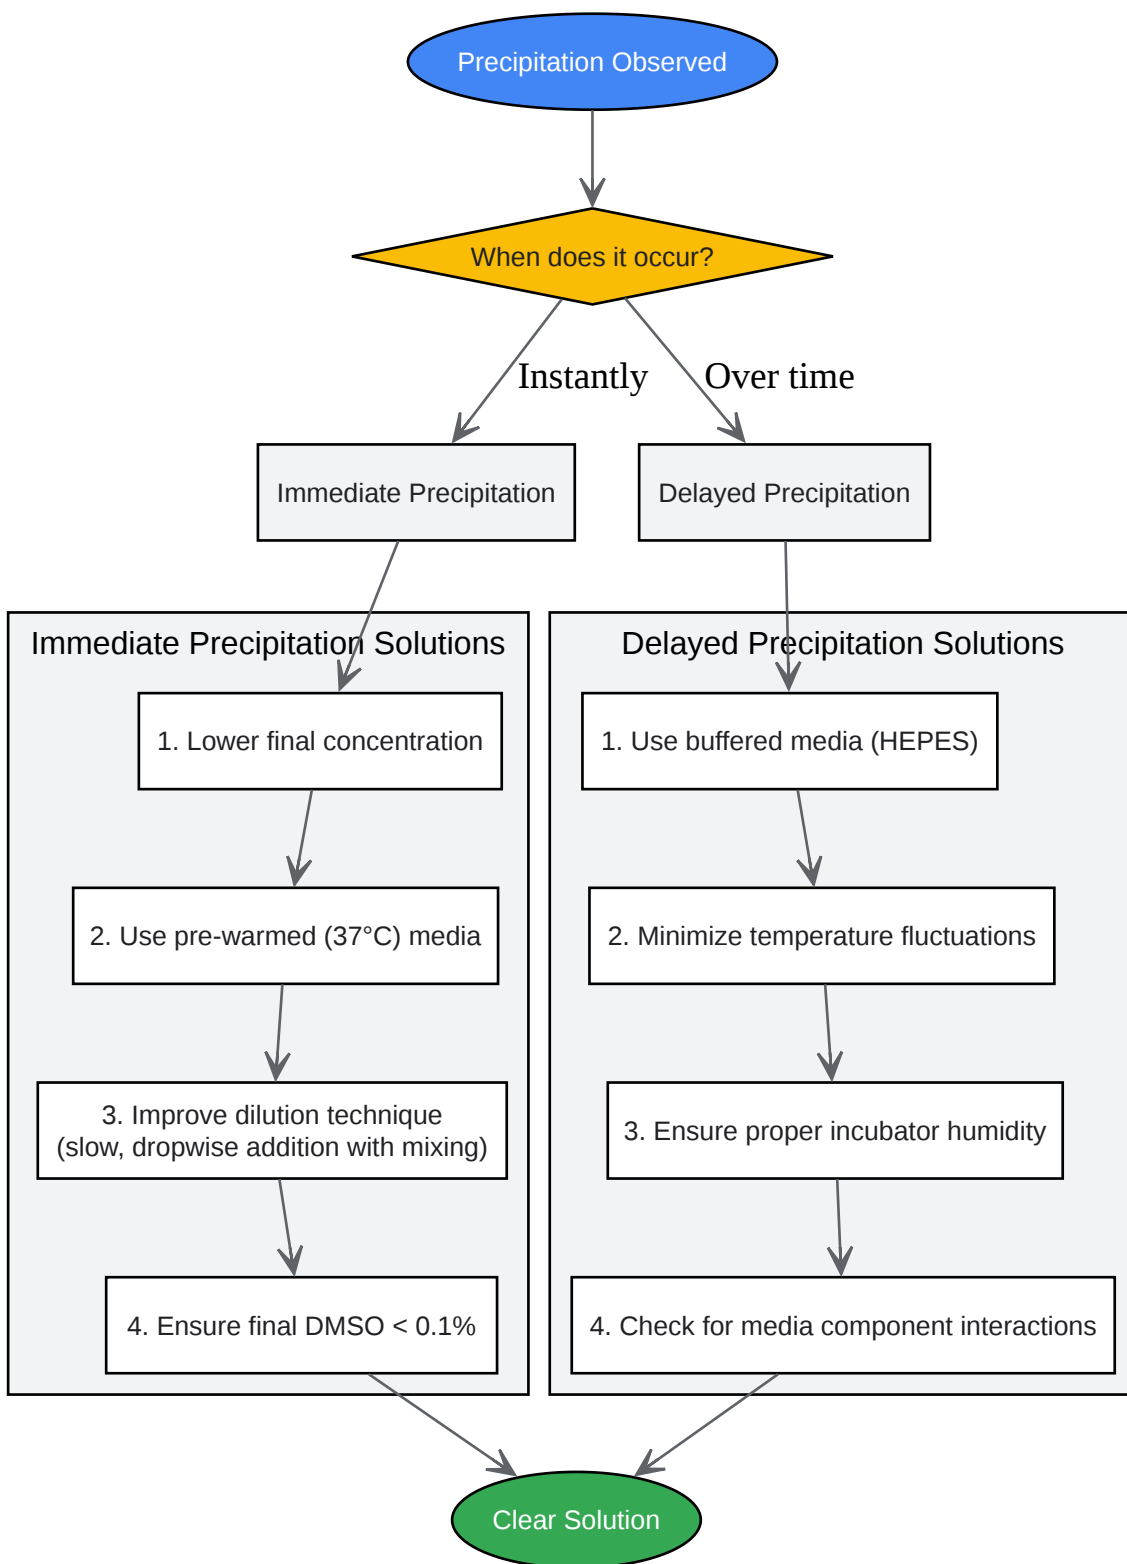 Precipitation Observed
When does it occur?
Instantly
Over time
Immediate Precipitation
Delayed Precipitation
Immediate Precipitation Solutions
1. Lower final concentration
2. Use pre-warmed (37°C) media
3. Improve dilution technique
(slow, dropwise addition with mixing)
4. Ensure final DMSO < 0.1%
Delayed Precipitation Solutions
1. Use buffered media (HEPES)
2. Minimize temperature fluctuations
3. Ensure proper incubator humidity
4. Check for media component interactions
Clear Solution